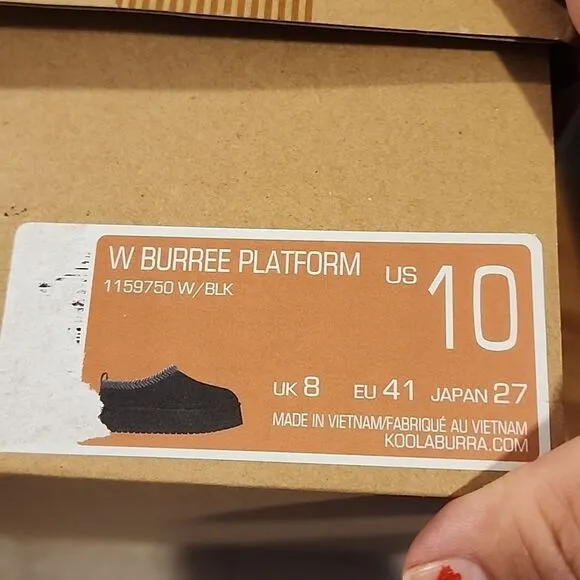 W BURREE PLATFORM
1159750 W/BLK
US 10
UK 8 EU 41 JAPAN 27
MADE IN VIETNAM/FABRIQUÉ AU VIETNAM
KOOLABURRA.COM